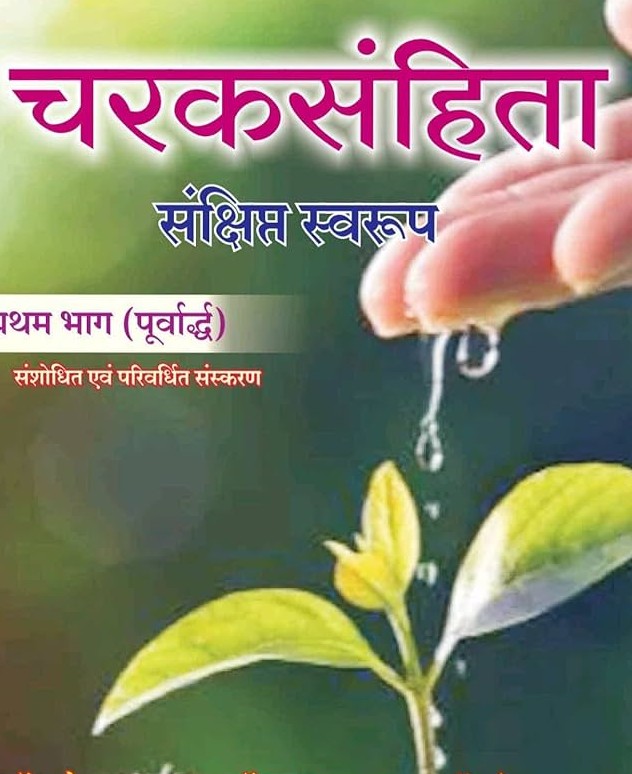 चरकसंहिता
संक्षिप्त स्वरूप
प्रथम भाग (पूर्वार्द्ध)
संशोधित एवं परिवर्धित संस्करण